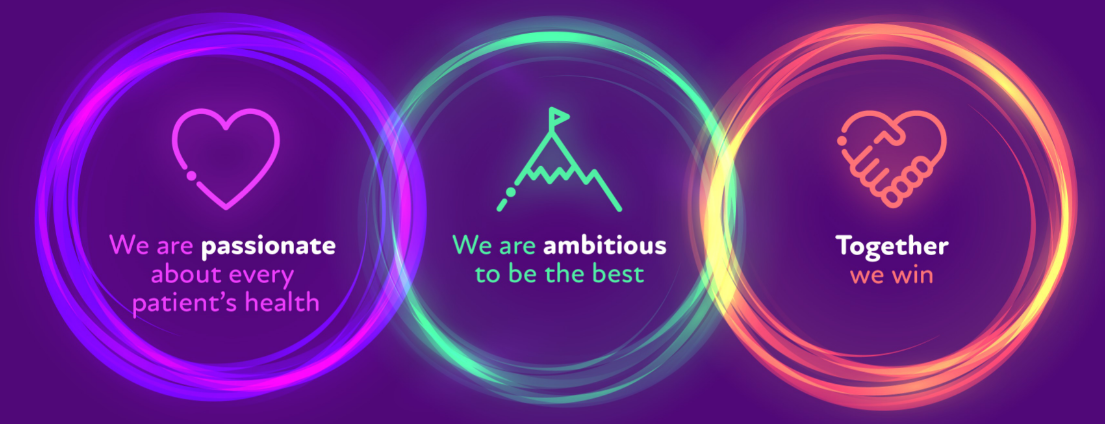 We are passionate
about every
patient's health
We are ambitious
to be the best
Together
we win